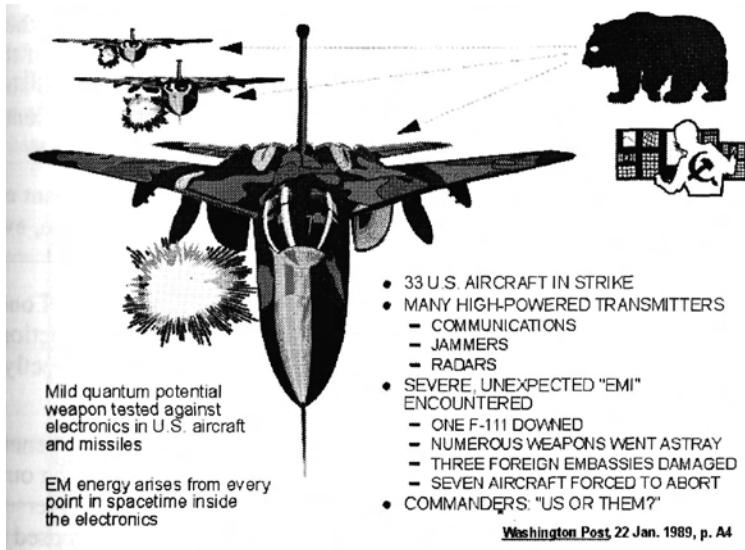 • 33 U.S. AIRCRAFT IN STRIKE
• MANY HIGH-POWERED TRANSMITTERS
– COMMUNICATIONS
– JAMMERS
– RADARS
• SEVERE, UNEXPECTED "EMI"
ENCOUNTERED
– ONE F-111 DOWNED
– NUMEROUS WEAPONS WENT ASTRAY
– THREE FOREIGN EMBASSIES DAMAGED
– SEVEN AIRCRAFT FORCED TO ABORT
• COMMANDERS: "US OR THEM?"
Mild quantum potential
weapon tested against
electronics in U.S. aircraft
and missiles
EM energy arises from every
point in spacetime inside
the electronics
Washington Post, 22 Jan. 1989, p. A4